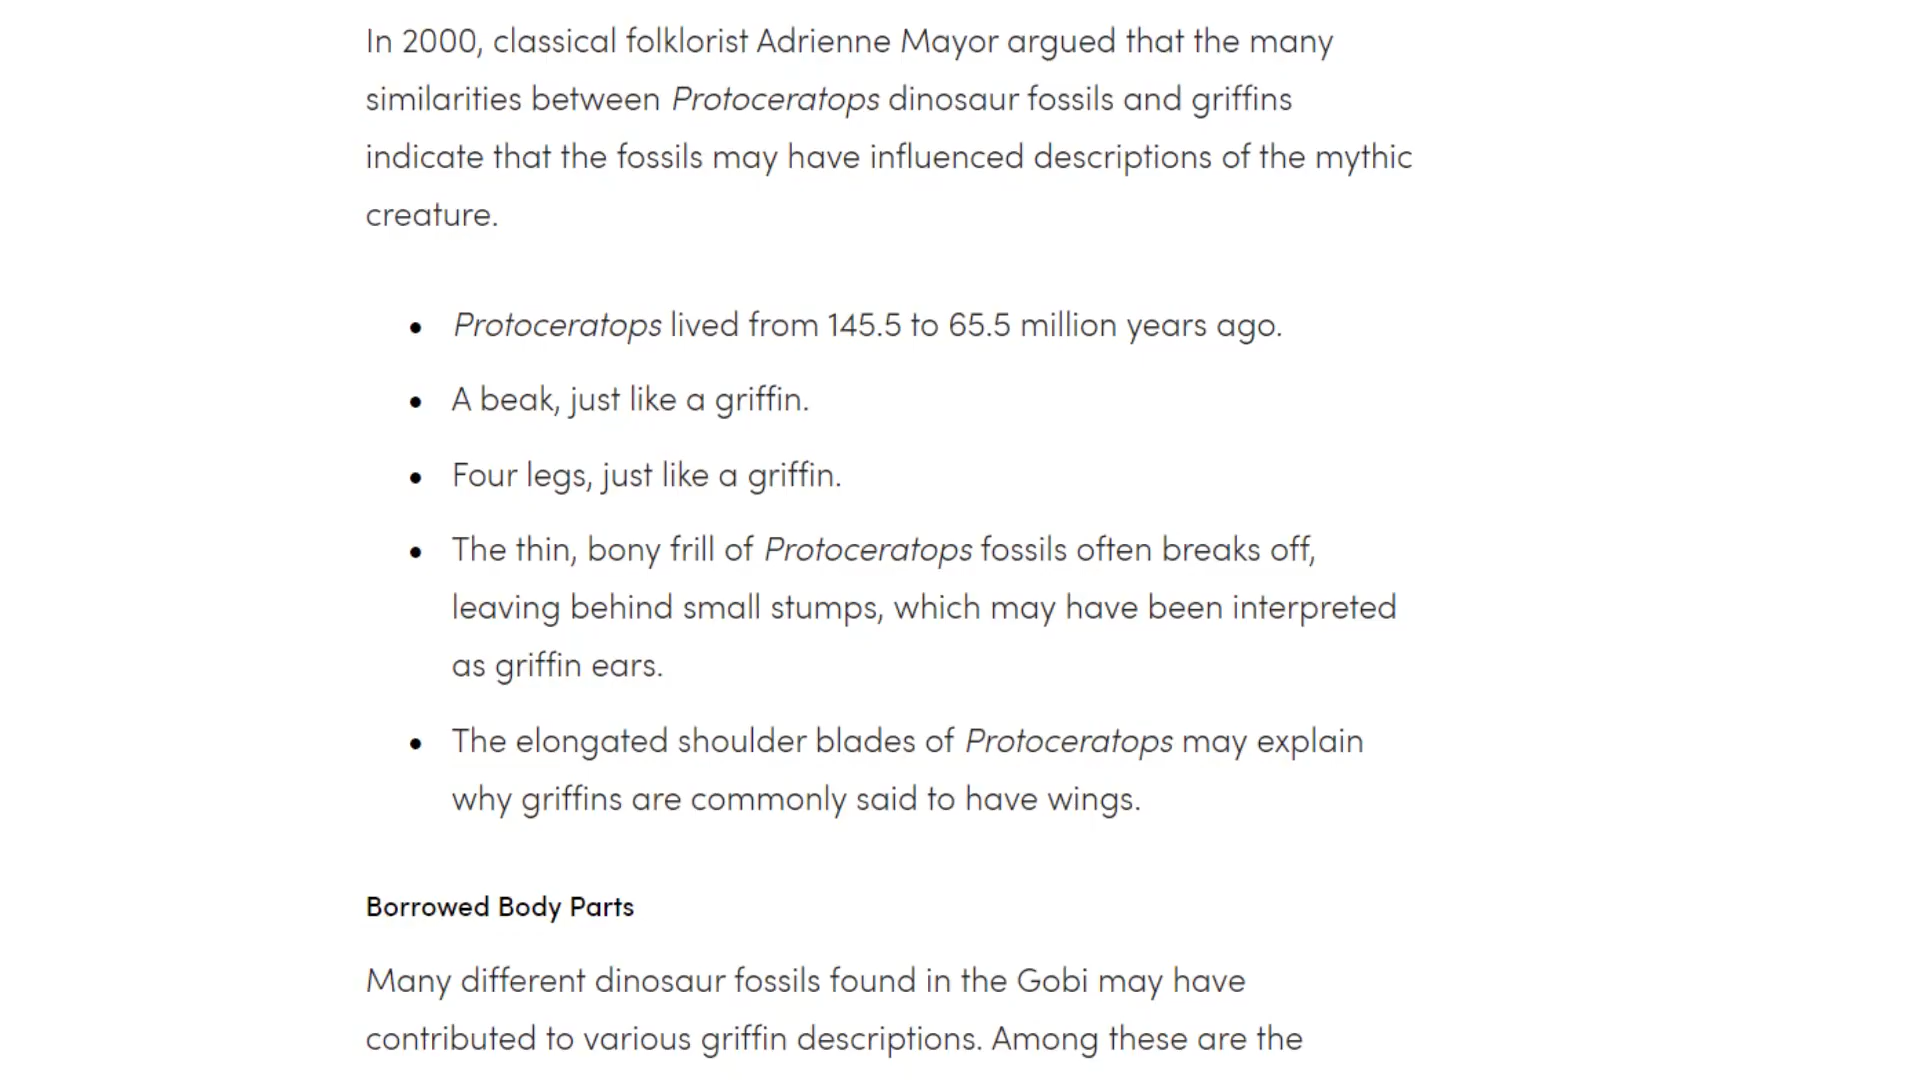 In 2000, classical folklorist Adrienne Mayor argued that the many
similarities between Protoceratops dinosaur fossils and griffins
indicate that the fossils may have influenced descriptions of the mythic
creature.
• Protoceratops lived from 145.5 to 65.5 million years ago.
• A beak, just like a griffin.
• Four legs, just like a griffin.
• The thin, bony frill of Protoceratops fossils often breaks off,
leaving behind small stumps, which may have been interpreted
as griffin ears.
• The elongated shoulder blades of Protoceratops may explain
why griffins are commonly said to have wings.
Borrowed Body Parts
Many different dinosaur fossils found in the Gobi may have
contributed to various griffin descriptions. Among these are the